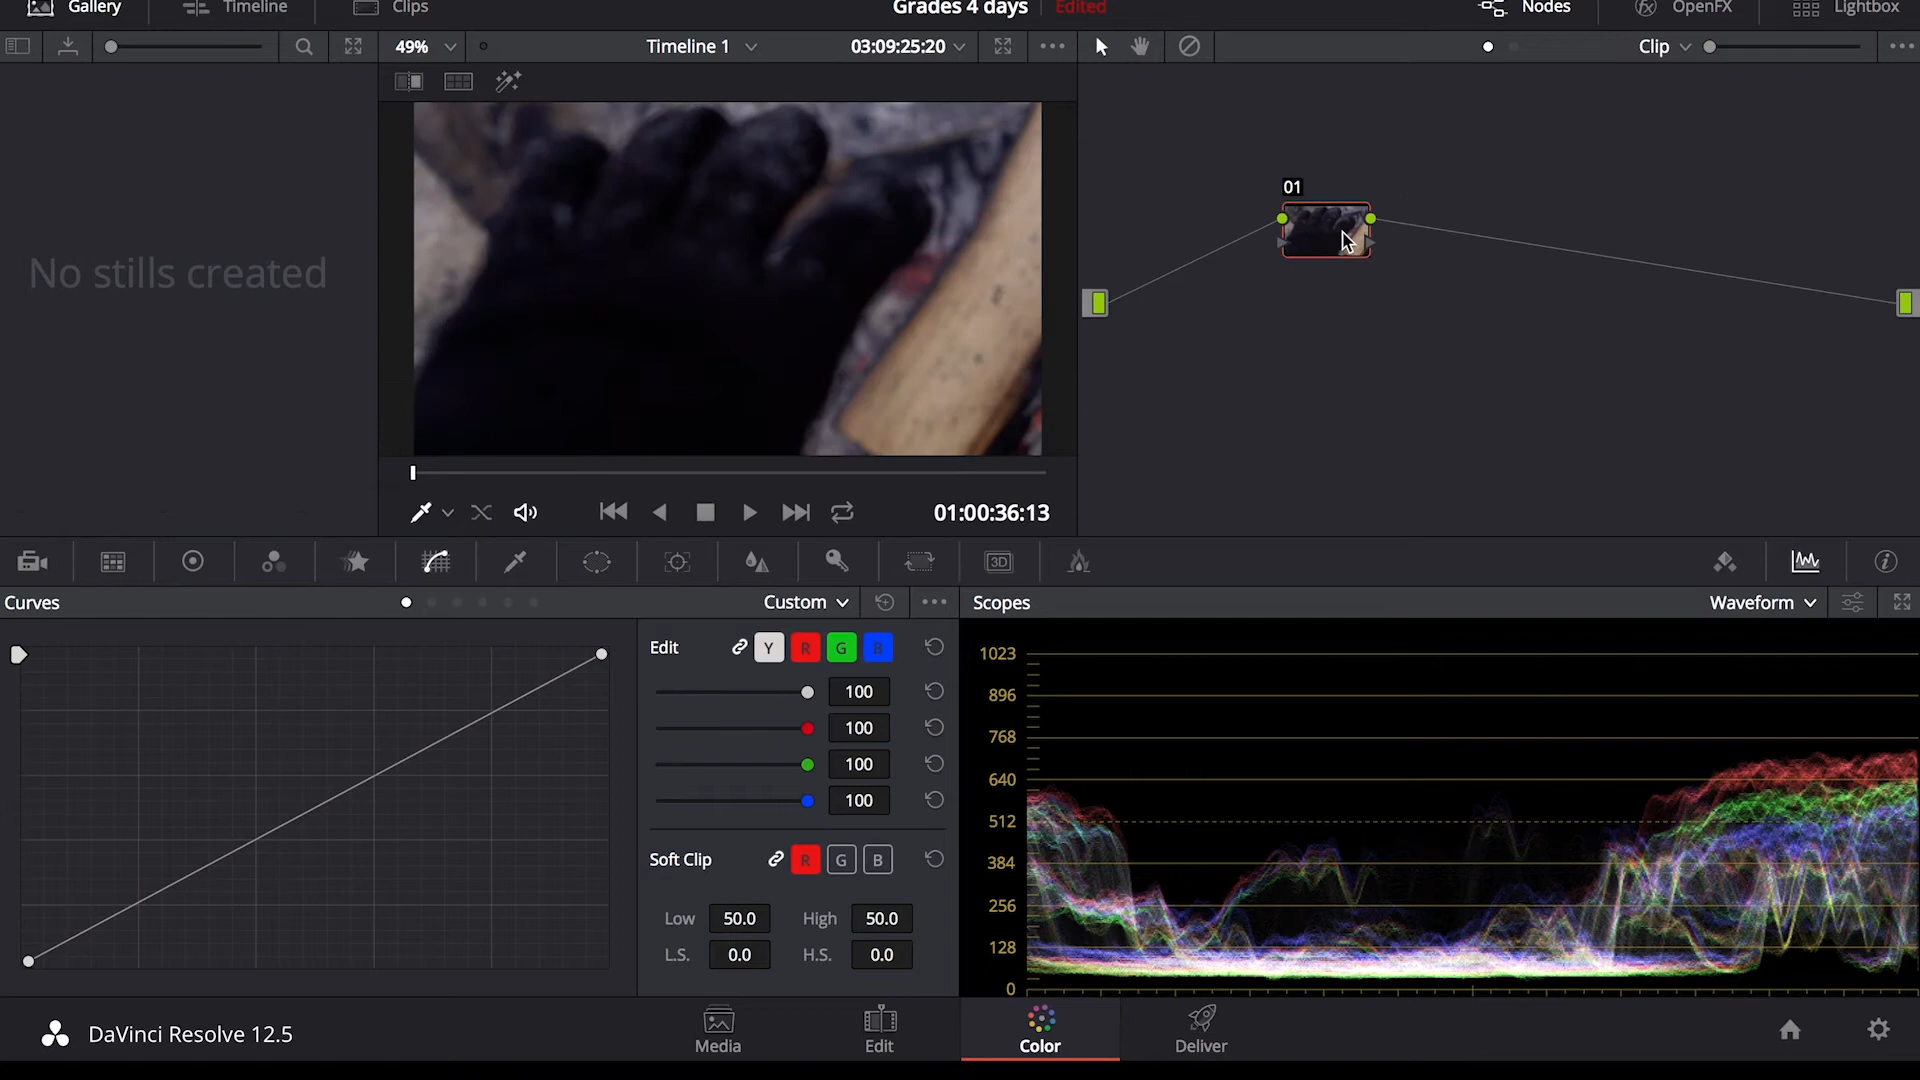 Gallery Timeline Clips Grades 4 days Edited Nodes OpenFX Lightbox
49% Timeline 1 03:09:25:20 Clip
01
No stills created
01:00:36:13
3D
Curves Custom Scopes Waveform
Edit Y R G B
100
100
100
100
Soft Clip R G B
Low 50.0 High 50.0
L.S. 0.0 H.S. 0.0
1023
896
768
640
512
384
256
128
0
DaVinci Resolve 12.5 Media Edit Color Deliver